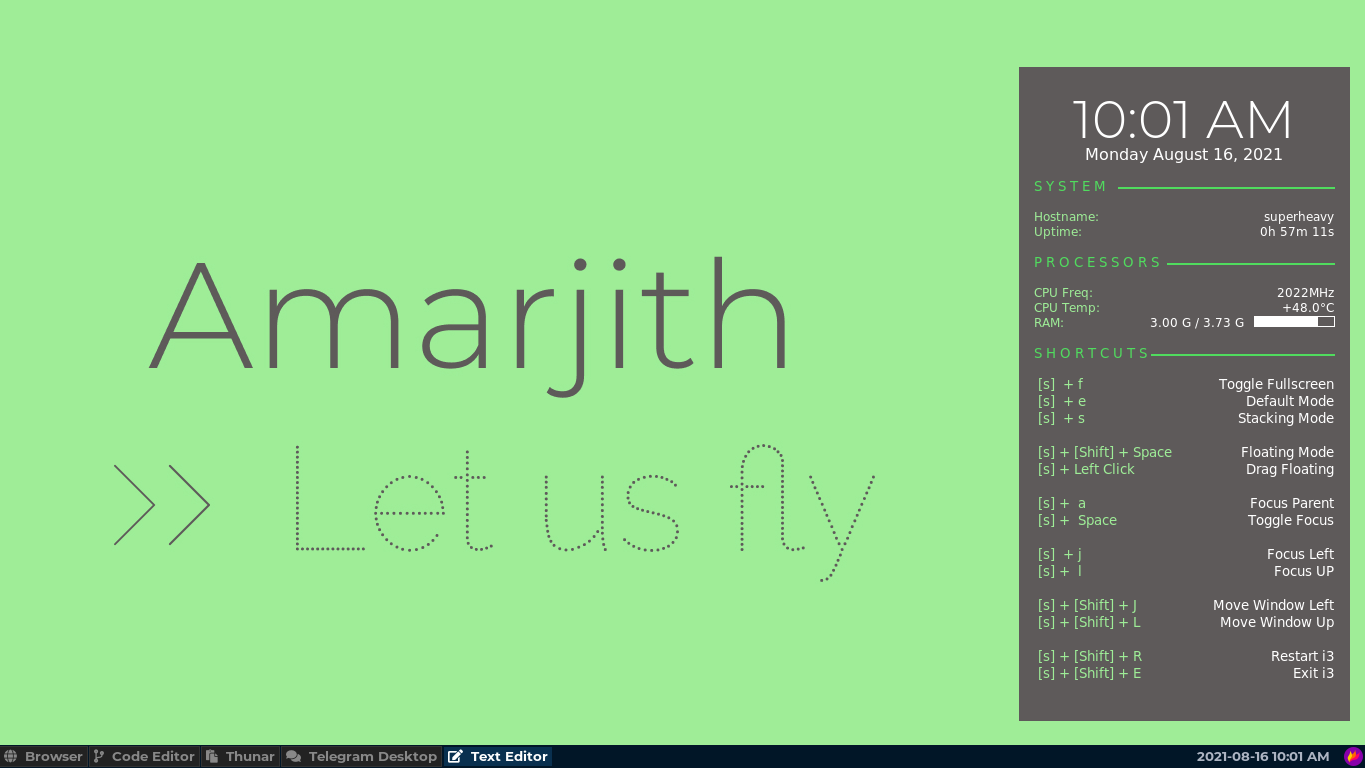 Amarjith
>> Let us fly
10:01 AM
Monday August 16, 2021
SYSTEM
Hostname: superheavy
Uptime: 0h 57m 11s
PROCESSORS
CPU Freq: 2022MHz
CPU Temp: +48.0°C
RAM: 3.00 G / 3.73 G
SHORTCUTS
[s] + f Toggle Fullscreen
[s] + e Default Mode
[s] + s Stacking Mode
[s] + [Shift] + Space Floating Mode
[s] + Left Click Drag Floating
[s] + a Focus Parent
[s] + Space Toggle Focus
[s] + j Focus Left
[s] + l Focus UP
[s] + [Shift] + J Move Window Left
[s] + [Shift] + L Move Window Up
[s] + [Shift] + R Restart i3
[s] + [Shift] + E Exit i3
Browser Code Editor Thunar Telegram Desktop Text Editor 2021-08-16 10:01 AM